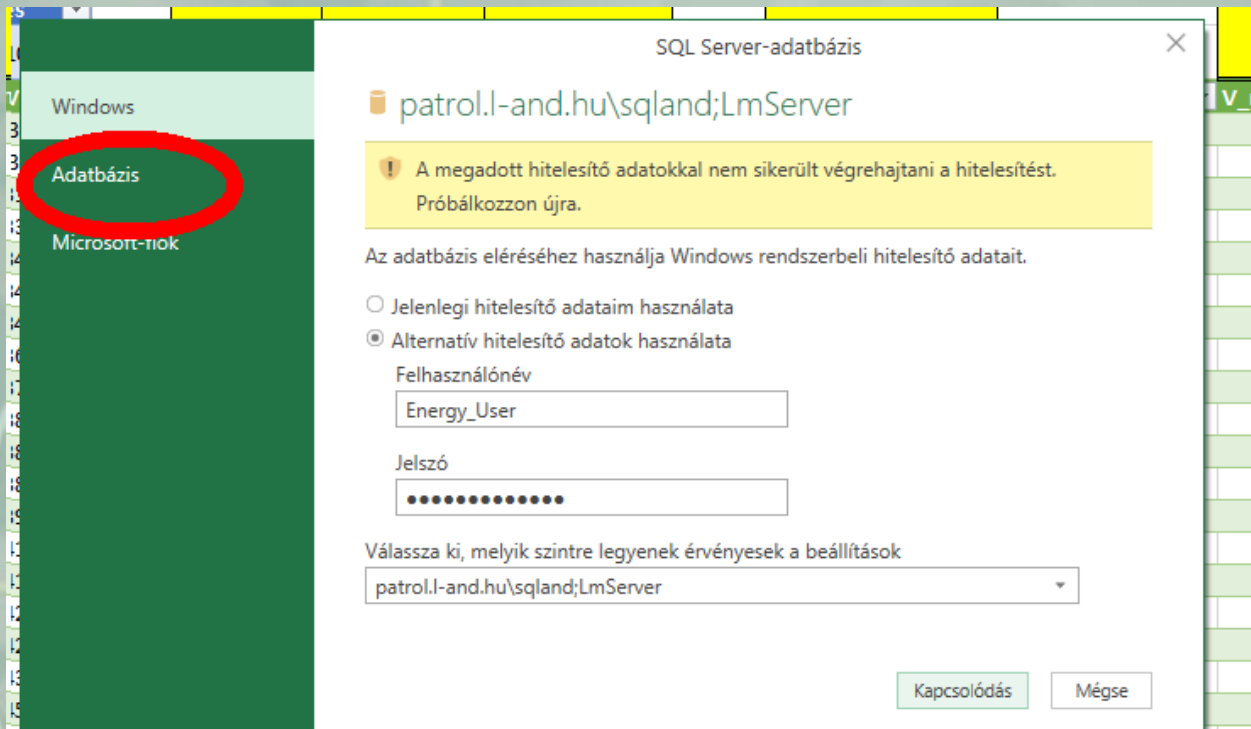 SQL Server-adatbázis
Windows
Adatbázis
Microsoft-fiók
patrol.l-and.hu\sqland;LmServer
A megadott hitelesítő adatokkal nem sikerült végrehajtani a hitelesítést.
Próbálkozzon újra.
Az adatbázis eléréséhez használja Windows rendszerbeli hitelesítő adatait.
Jelenlegi hitelesítő adataim használata
Alternatív hitelesítő adatok használata
Felhasználónév
Energy_User
Jelszó
•••••••••••••
Válassza ki, melyik szintre legyenek érvényesek a beállítások
patrol.l-and.hu\sqland;LmServer
Kapcsolódás
Mégse